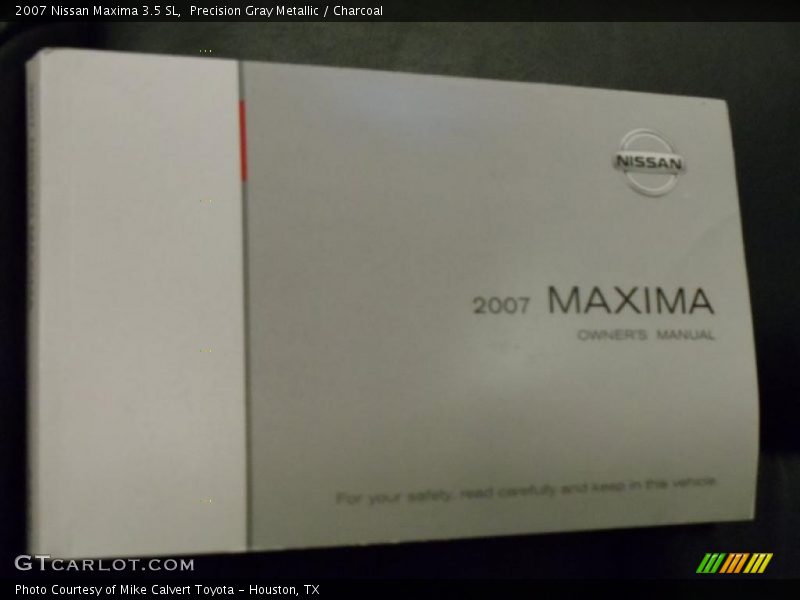 2007 Nissan Maxima 3.5 SL, Precision Gray Metallic / Charcoal
NISSAN
2007 MAXIMA
OWNER'S MANUAL
For your safety, read carefully and keep in this vehicle.
GTCARLOT.COM
Photo Courtesy of Mike Calvert Toyota - Houston, TX